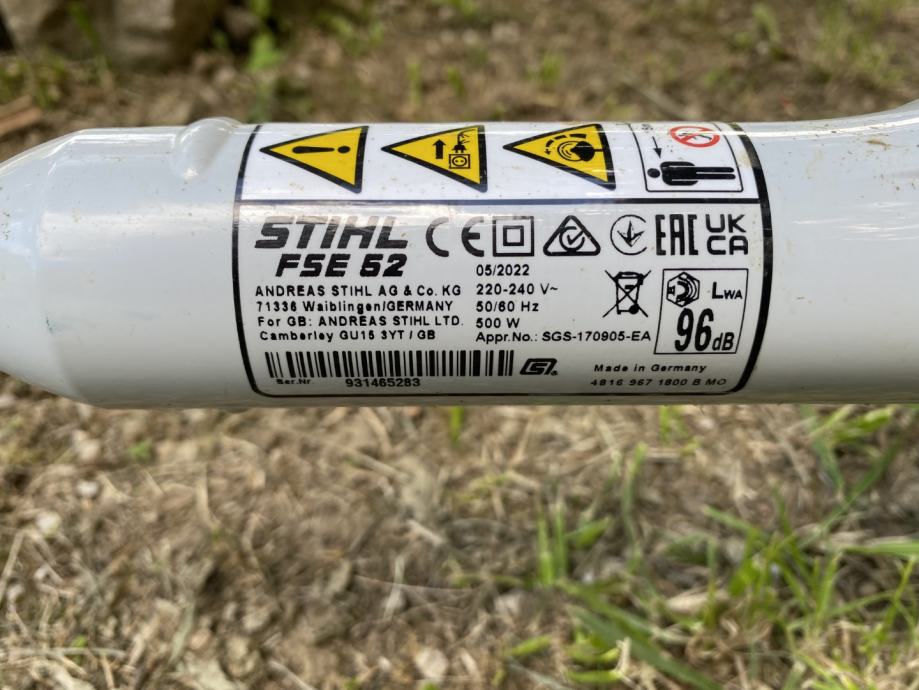 STIHL
FSE 52
CE
EAC
UK
CA
05/2022
ANDREAS STIHL AG & Co. KG
71336 Waiblingen/GERMANY
For GB: ANDREAS STIHL LTD.
Camberley GU15 3YT / GB
220-240 V~
50/60 Hz
500 W
Appr.No.: SGS-170905-EA
LWA
96dB
Ser.Nr.
931465283
Made in Germany
4816 967 1800 B MO